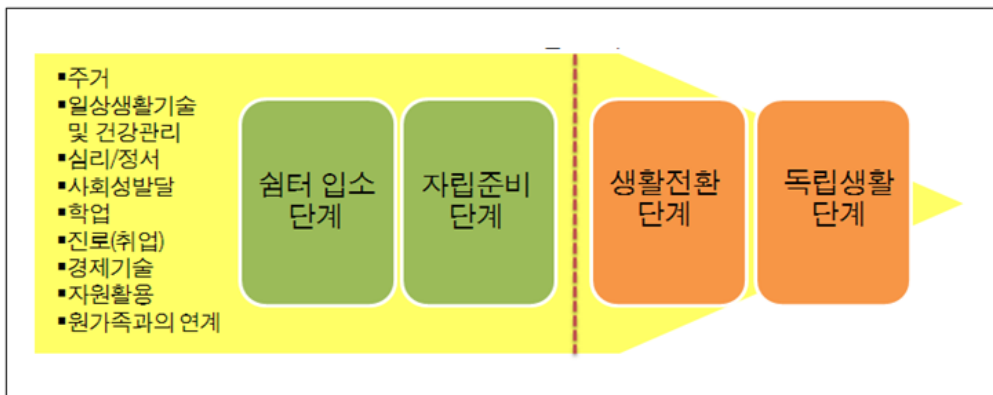 ▪주거
▪일상생활기술
및 건강관리
▪심리/정서
▪사회성발달
▪학업
▪진로(취업)
▪경제기술
▪자원활용
▪원가족과의 연계
쉼터 입소
단계
자립준비
단계
생활전환
단계
독립생활
단계